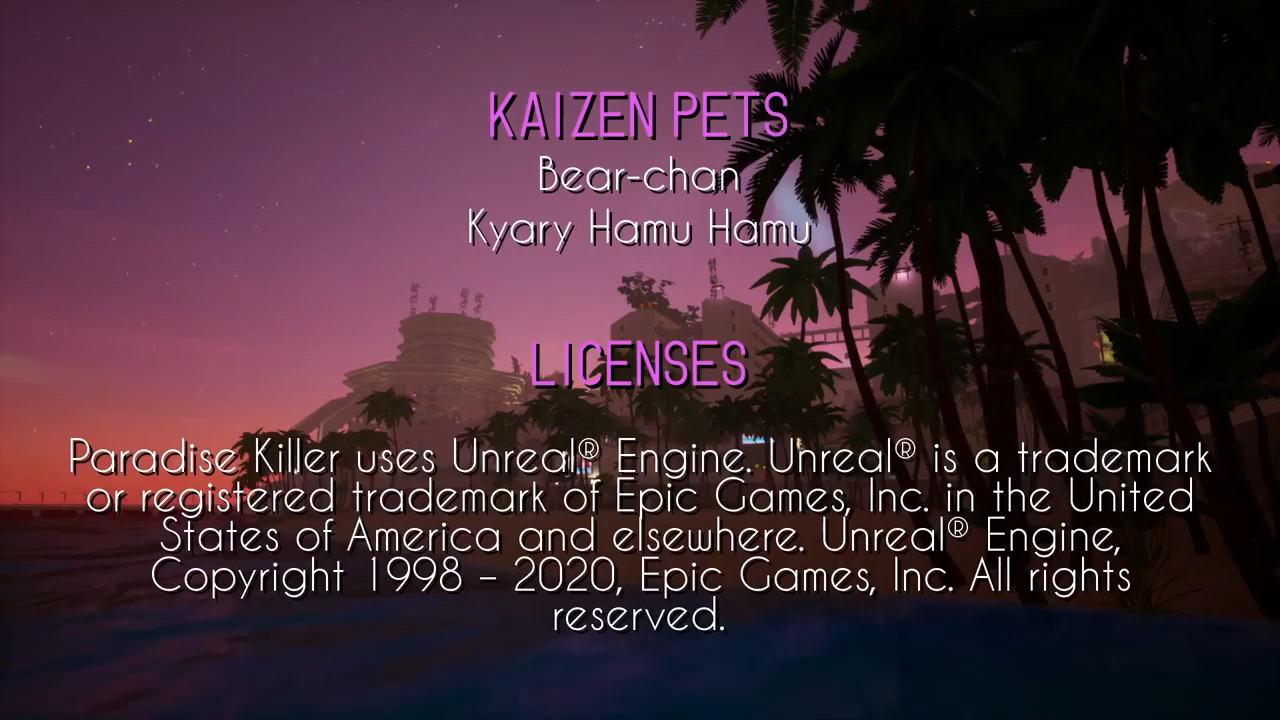 KAIZEN PETS
Bear-chan
Kyary Hamu Hamu
LICENSES
Paradise Killer uses Unreal® Engine. Unreal® is a trademark
or registered trademark of Epic Games, Inc. in the United
States of America and elsewhere. Unreal® Engine,
Copyright 1998 – 2020, Epic Games, Inc. All rights
reserved.